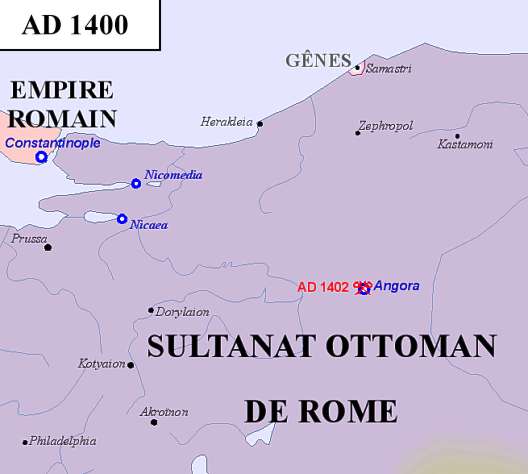 AD 1400
GÊNES
Samastri
EMPIRE
ROMAIN
Herakleia
Zephropol
Kastamoni
Constantinople
Nicomedia
Nicaea
Prussa
AD 1402
Angora
Dorylaion
SULTANAT OTTOMAN
Kotyaion
DE ROME
Akroïnon
Philadelphia